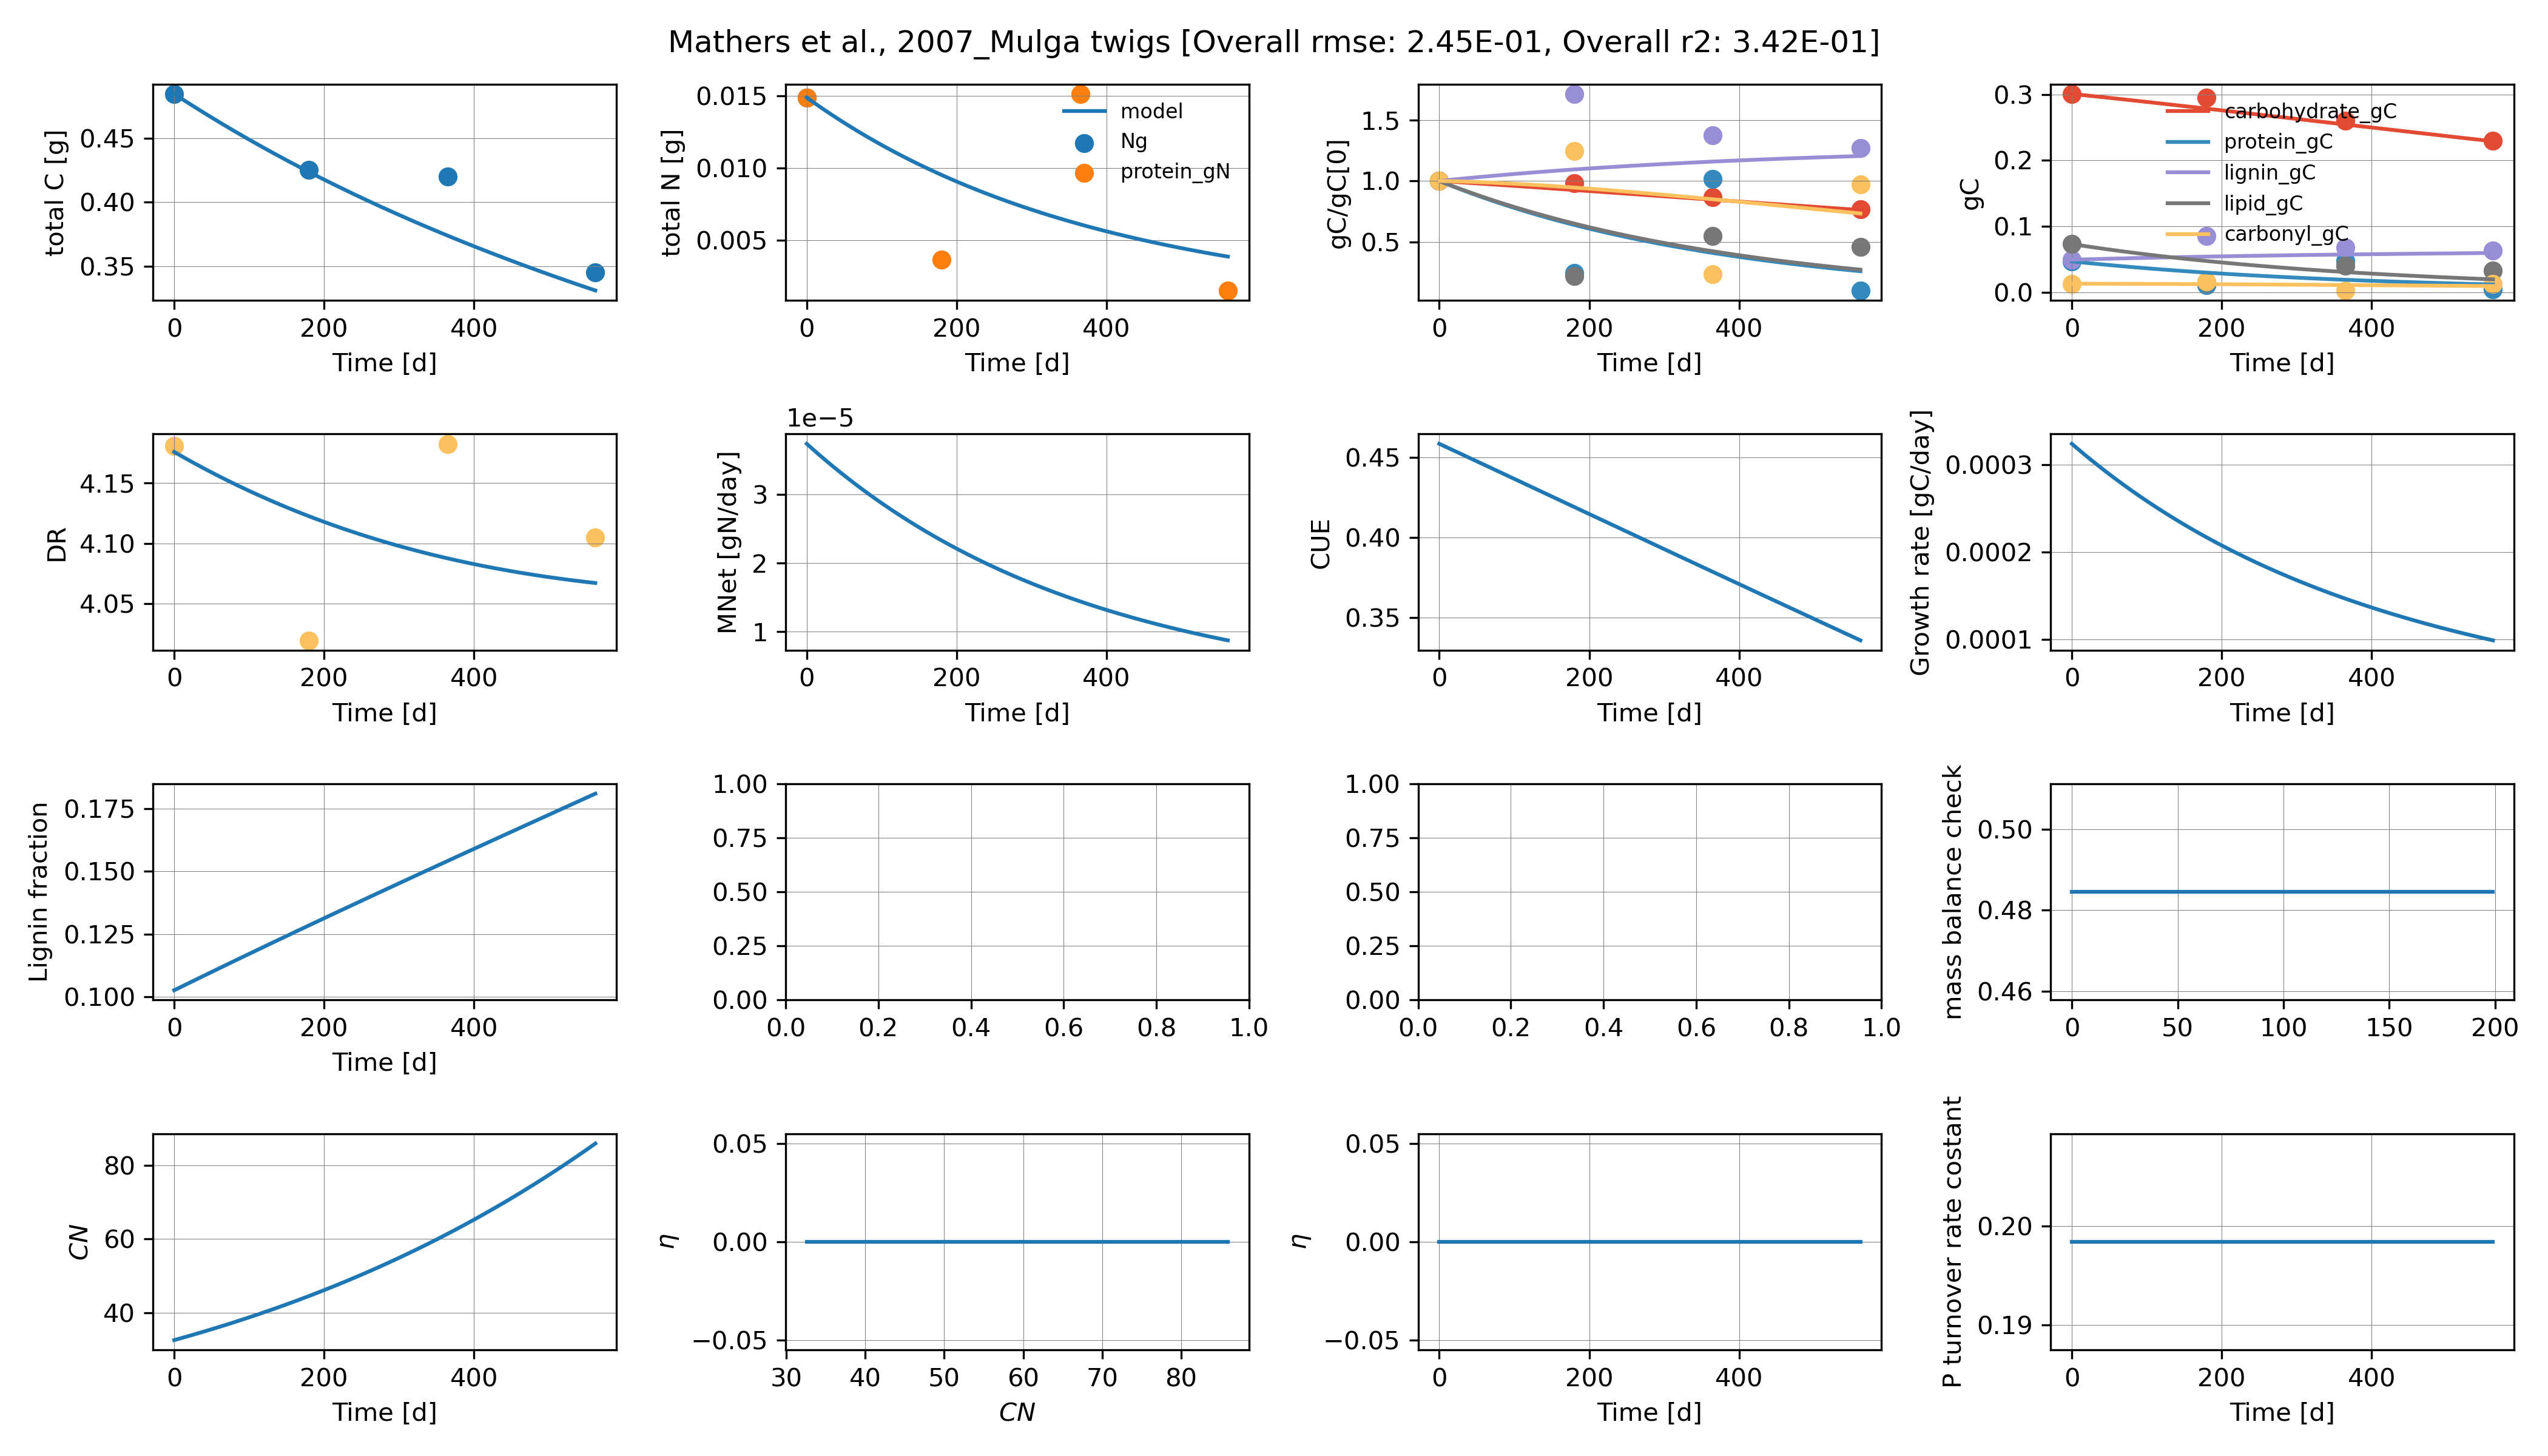 Mathers et al., 2007_Mulga twigs [Overall rmse: 2.45E-01, Overall r2: 3.42E-01]
total C [g]
0.45
0.40
0.35
0 200 400
Time [d]
total N [g]
0.015
0.010
0.005
model
Ng
protein_gN
0 200 400
Time [d]
gC/gC[0]
1.5
1.0
0.5
0 200 400
Time [d]
gC
0.3
0.2
0.1
0.0
carbohydrate_gC
protein_gC
lignin_gC
lipid_gC
carbonyl_gC
0 200 400
Time [d]
DR
4.15
4.10
4.05
0 200 400
Time [d]
1e−5
MNet [gN/day]
3
2
1
0 200 400
Time [d]
CUE
0.45
0.40
0.35
0 200 400
Time [d]
Growth rate [gC/day]
0.0003
0.0002
0.0001
0 200 400
Time [d]
Lignin fraction
0.175
0.150
0.125
0.100
0 200 400
Time [d]
1.00
0.75
0.50
0.25
0.00
0.0 0.2 0.4 0.6 0.8 1.0
1.00
0.75
0.50
0.25
0.00
0.0 0.2 0.4 0.6 0.8 1.0
mass balance check
0.50
0.48
0.46
0 50 100 150 200
CN
80
60
40
0 200 400
Time [d]
η
0.05
0.00
−0.05
30 40 50 60 70 80
CN
η
0.05
0.00
−0.05
0 200 400
Time [d]
P turnover rate costant
0.20
0.19
0 200 400
Time [d]